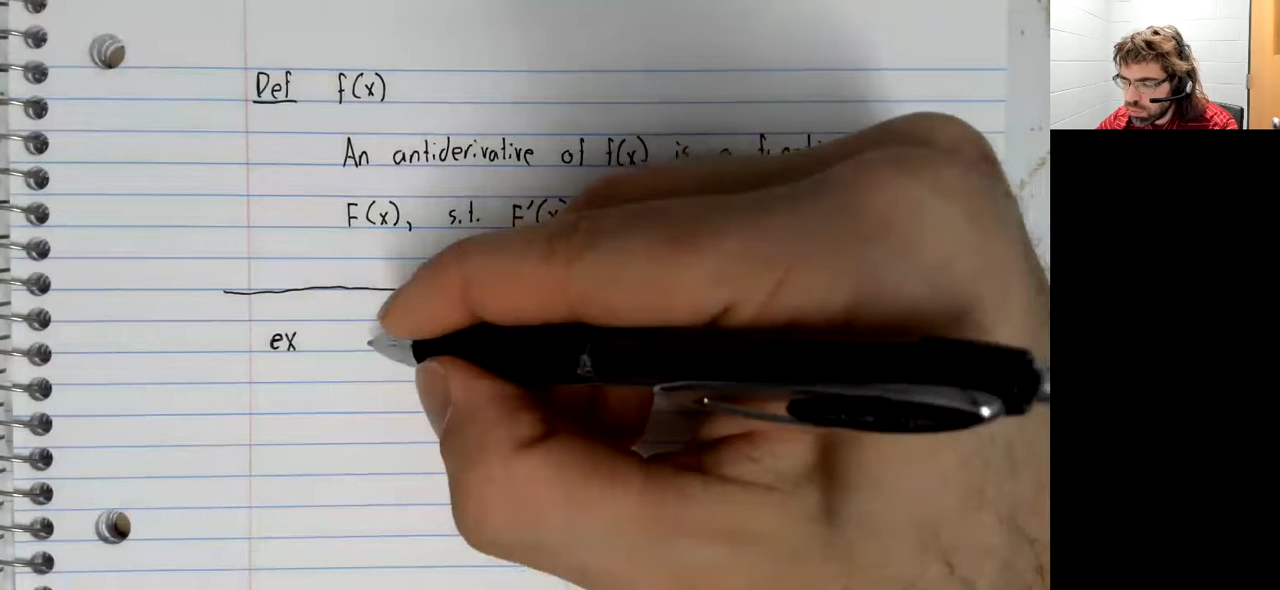 Def f(x)
An antiderivative of f(x) is a
F(x), s.t. F'(x)
ex